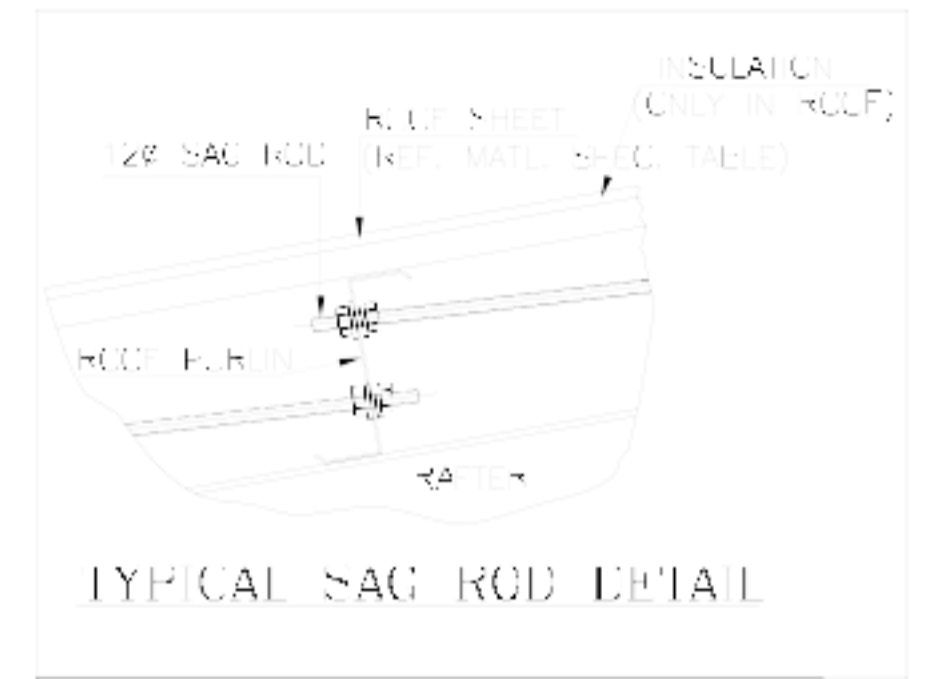 INSULATION
(ONLY IN ROOF)
ROOF SHEET
(REF. MATL. SPEC. TABLE)
12¢ SAG ROD
ROOF PURLIN
RAFTER
TYPICAL SAG ROD DETAIL